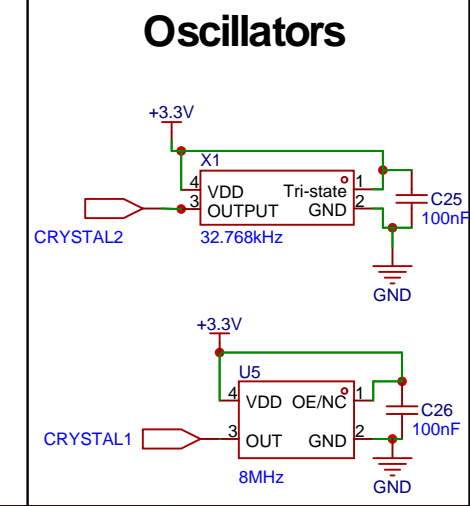 Oscillators
+3.3V
X1
4 VDD Tri-state 1
3 OUTPUT GND 2
C25
100nF
CRYSTAL2
32.768kHz
GND
+3.3V
U5
4 VDD OE/NC 1
C26
100nF
CRYSTAL1
3 OUT GND 2
8MHz
GND